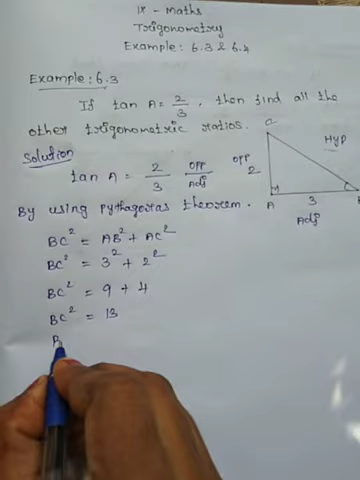 IX - Maths
Trigonometry
Example: 6.3 & 6.4
Example: 6.3
If tan A = 2/3, then find all the
other trigonometric ratios.
Solution
tan A = 2/3 opp/Adj
By using Pythagoras theorem.
BC² = AB² + AC²
BC² = 3² + 2²
BC² = 9 + 4
BC² = 13
B
C
Hyp
opp
2
A
3
Adj